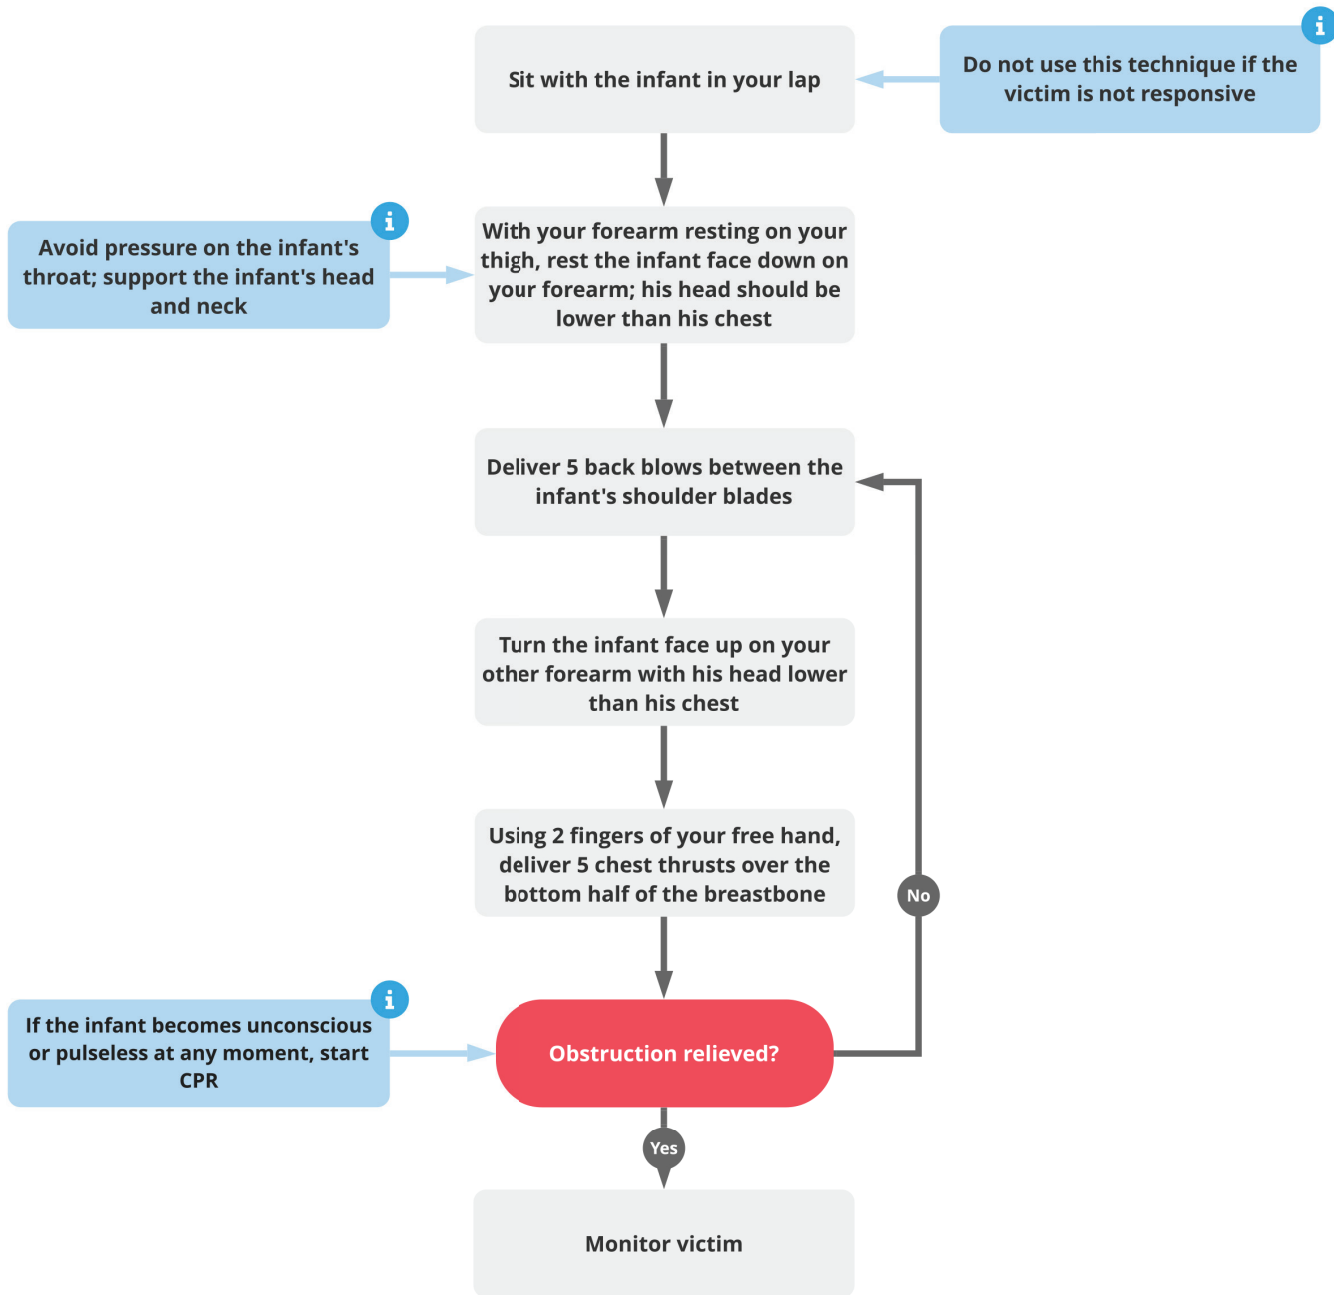 Sit with the infant in your lap
Do not use this technique if the
victim is not responsive
Avoid pressure on the infant's
throat; support the infant's head
and neck
With your forearm resting on your
thigh, rest the infant face down on
your forearm; his head should be
lower than his chest
Deliver 5 back blows between the
infant's shoulder blades
Turn the infant face up on your
other forearm with his head lower
than his chest
Using 2 fingers of your free hand,
deliver 5 chest thrusts over the
bottom half of the breastbone
No
If the infant becomes unconscious
or pulseless at any moment, start
CPR
Obstruction relieved?
Yes
Monitor victim